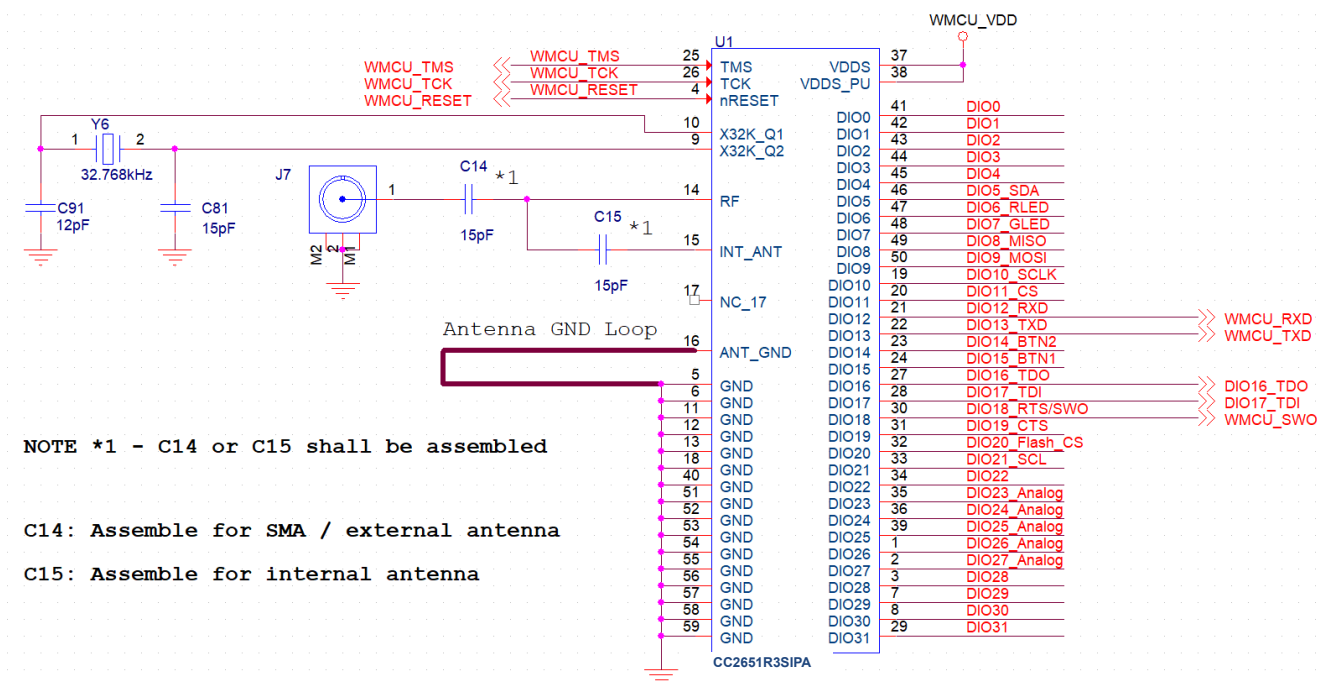 WMCU_VDD
U1
WMCU_TMS WMCU_TMS 25 TMS
WMCU_TCK WMCU_TCK 26 TCK
WMCU_RESET WMCU_RESET 4 nRESET
37 VDDS
38 VDDS_PU
Y6
1 2
32.768kHz
10 X32K_Q1
9 X32K_Q2
C91
12pF
C81
15pF
J7
1
M2
2
M1
C14 *1
15pF
14 RF
C15 *1
15pF
15 INT_ANT
17 NC_17
Antenna GND Loop
16 ANT_GND
5 GND
6 GND
11 GND
12 GND
13 GND
18 GND
40 GND
51 GND
52 GND
53 GND
54 GND
55 GND
56 GND
57 GND
58 GND
59 GND
DIO0 41 DIO0
DIO1 42 DIO1
DIO2 43 DIO2
DIO3 44 DIO3
DIO4 45 DIO4
DIO5 46 DIO5_SDA
DIO6 47 DIO6_RLED
DIO7 48 DIO7_GLED
DIO8 49 DIO8_MISO
DIO9 50 DIO9_MOSI
DIO10 19 DIO10_SCLK
DIO11 20 DIO11_CS
DIO12 21 DIO12_RXD WMCU_RXD
DIO13 22 DIO13_TXD WMCU_TXD
DIO14 23 DIO14_BTN2
DIO15 24 DIO15_BTN1
DIO16 27 DIO16_TDO DIO16_TDO
DIO17 28 DIO17_TDI DIO17_TDI
DIO18 30 DIO18_RTS/SWO WMCU_SWO
DIO19 31 DIO19_CTS
DIO20 32 DIO20_Flash_CS
DIO21 33 DIO21_SCL
DIO22 34 DIO22
DIO23 35 DIO23_Analog
DIO24 36 DIO24_Analog
DIO25 39 DIO25_Analog
DIO26 1 DIO26_Analog
DIO27 2 DIO27_Analog
DIO28 3 DIO28
DIO29 7 DIO29
DIO30 8 DIO30
DIO31 29 DIO31
CC2651R3SIPA
NOTE *1 - C14 or C15 shall be assembled
C14: Assemble for SMA / external antenna
C15: Assemble for internal antenna